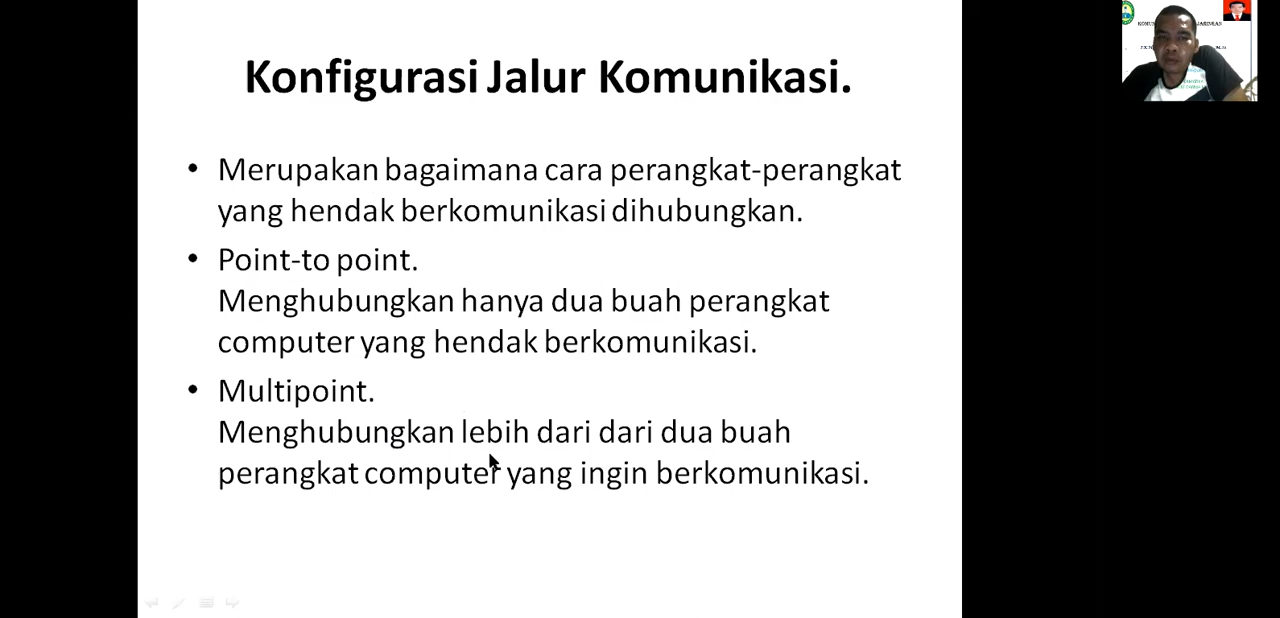 Konfigurasi Jalur Komunikasi.
• Merupakan bagaimana cara perangkat-perangkat
yang hendak berkomunikasi dihubungkan.
• Point-to point.
Menghubungkan hanya dua buah perangkat
computer yang hendak berkomunikasi.
• Multipoint.
Menghubungkan lebih dari dari dua buah
perangkat computer yang ingin berkomunikasi.